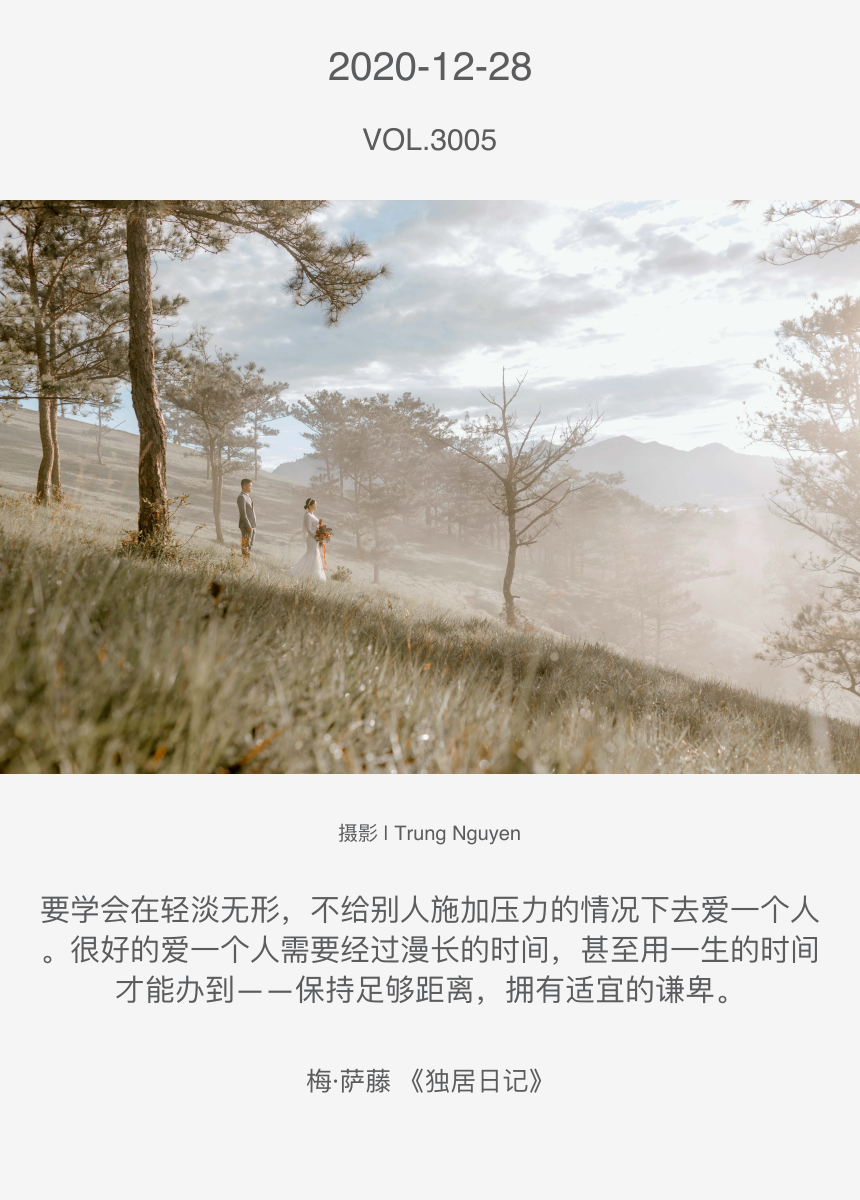 2020-12-28
VOL.3005
摄影 l Trung Nguyen
要学会在轻淡无形，不给别人施加压力的情况下去爱一个人
。很好的爱一个人需要经过漫长的时间，甚至用一生的时间
才能办到——保持足够距离，拥有适宜的谦卑。
梅·萨藤 《独居日记》